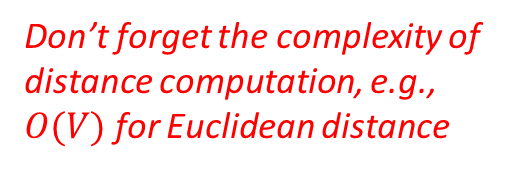 Don’t forget the complexity of
distance computation, e.g.,
O(V) for Euclidean distance